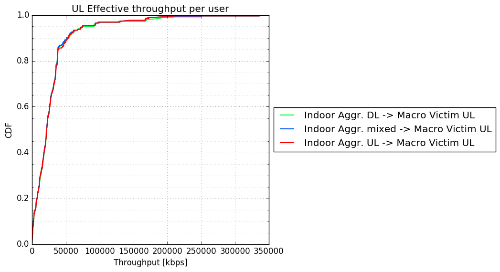 UL Effective throughput per user
1.0
0.8
0.6
0.4
0.2
0.0
CDF
0 50000 100000 150000 200000 250000 300000 350000
Throughput [kbps]
Indoor Aggr. DL -> Macro Victim UL
Indoor Aggr. mixed -> Macro Victim UL
Indoor Aggr. UL -> Macro Victim UL